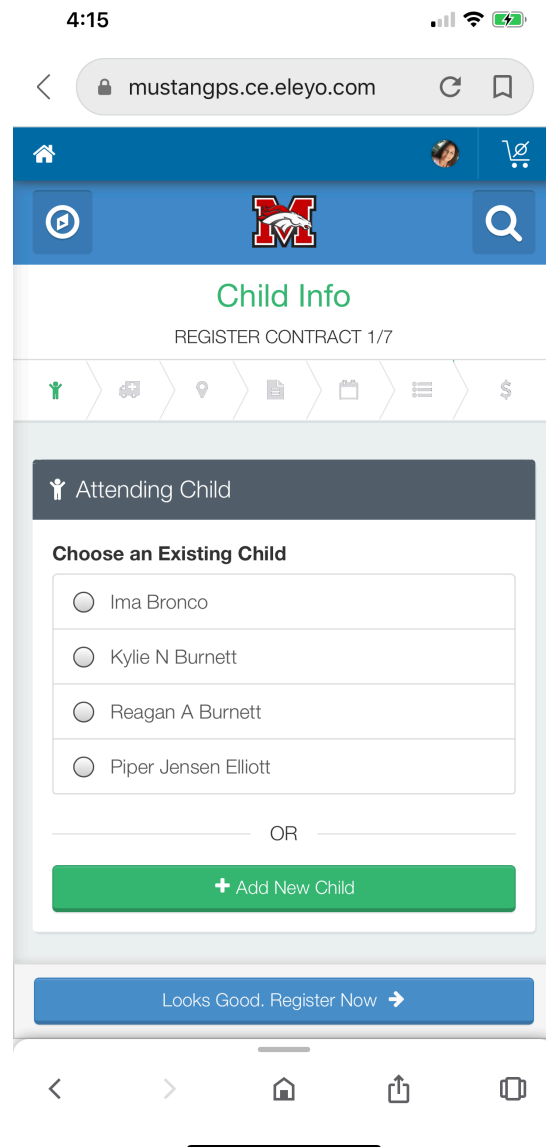 4:15
mustangps.ce.eleyo.com
M
Child Info
REGISTER CONTRACT 1/7
$
Attending Child
Choose an Existing Child
Ima Bronco
Kylie N Burnett
Reagan A Burnett
Piper Jensen Elliott
OR
+ Add New Child
Looks Good. Register Now →